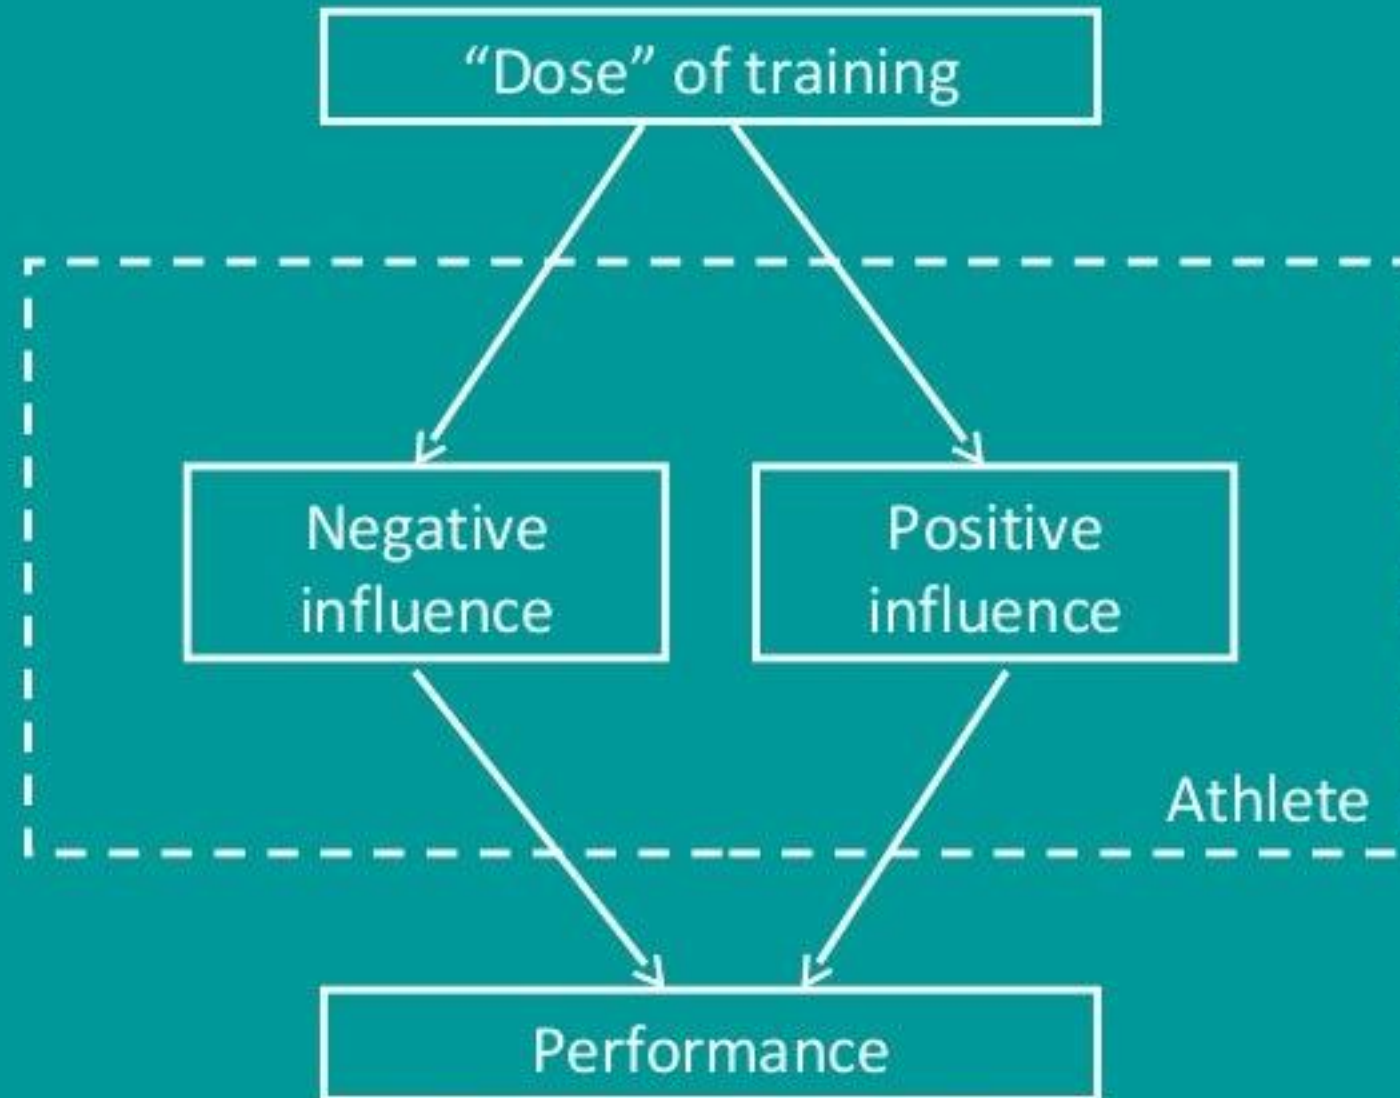 “Dose” of training
Negative
influence
Positive
influence
Athlete
Performance